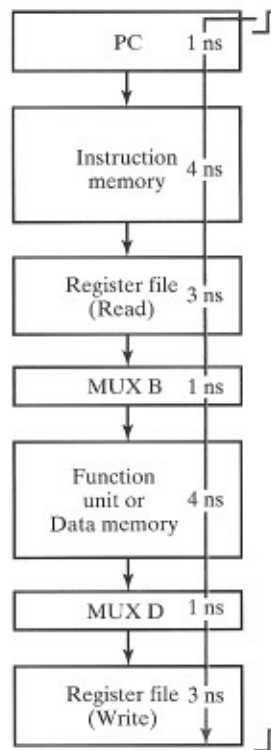 PC 1 ns
Instruction
memory
4 ns
Register file
(Read)
3 ns
MUX B 1 ns
Function
unit or
Data memory
4 ns
MUX D 1 ns
Register file 3 ns
(Write)